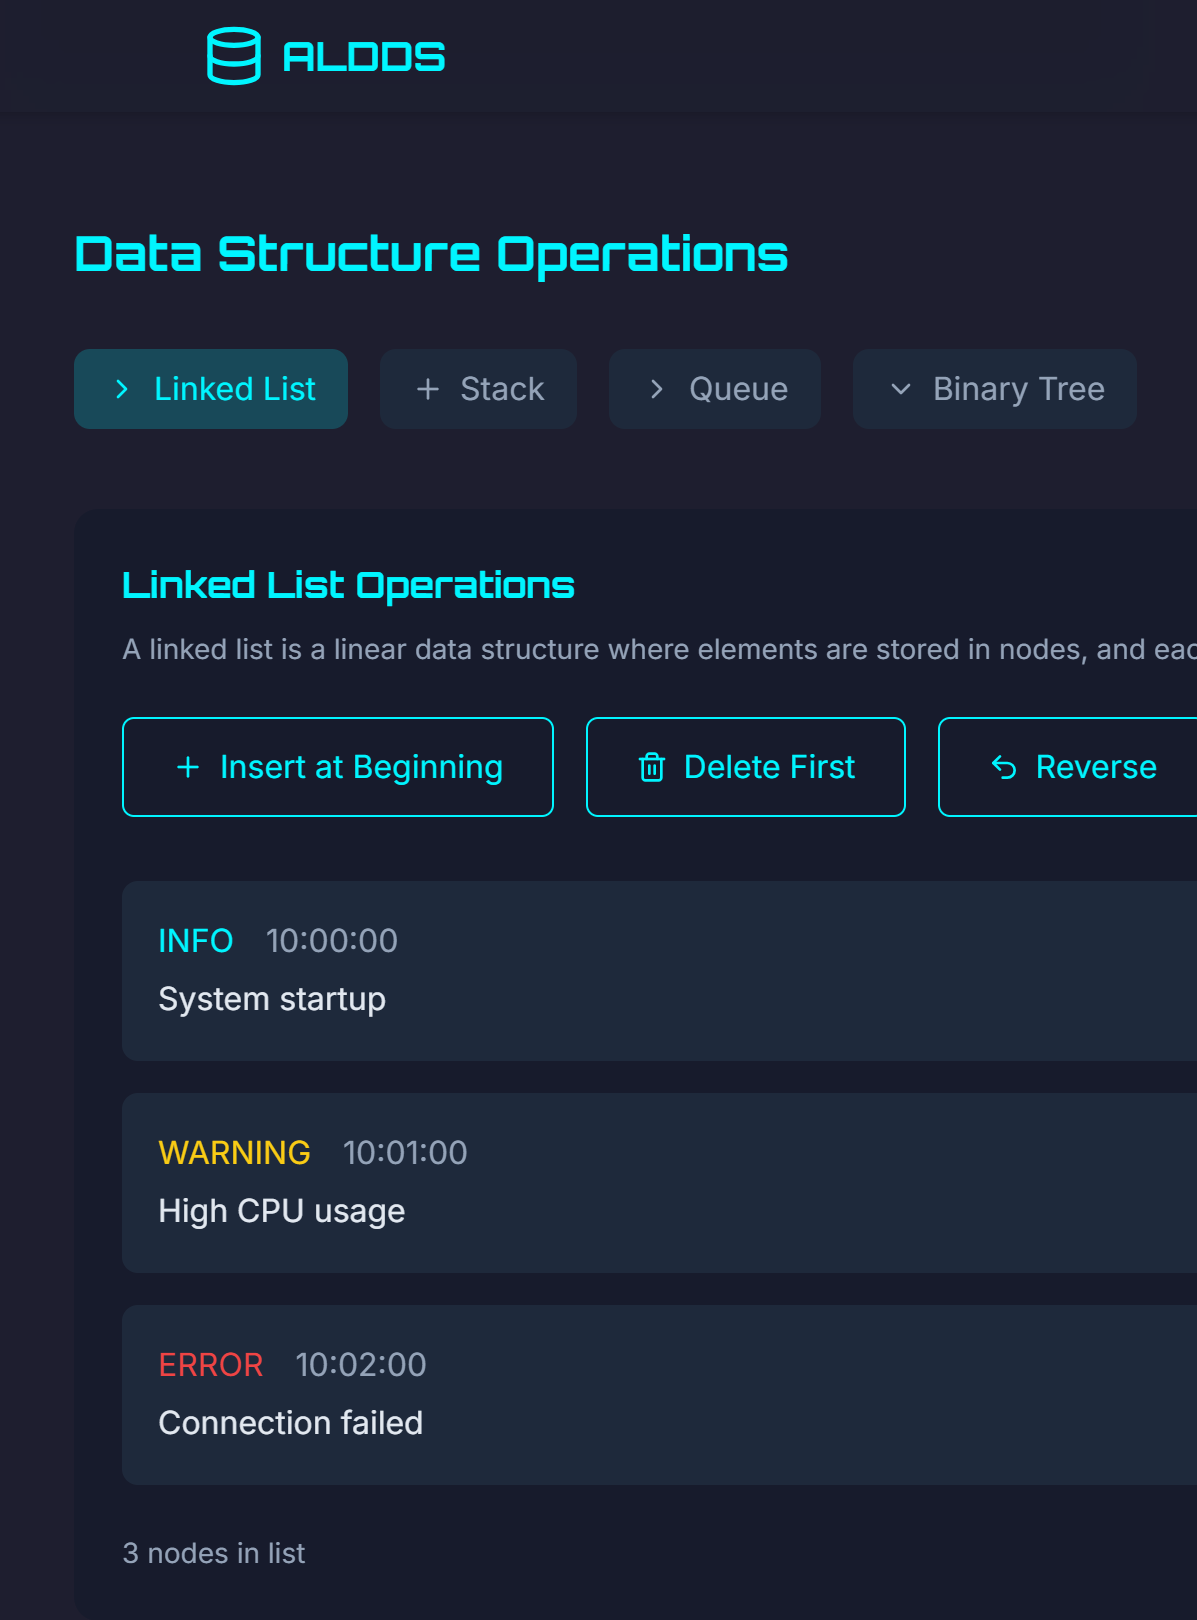 ALDDS
Data Structure Operations
Linked List
Stack
Queue
Binary Tree
Linked List Operations
A linked list is a linear data structure where elements are stored in nodes, and
Insert at Beginning
Delete First
Reverse
INFO 10:00:00
System startup
WARNING 10:01:00
High CPU usage
ERROR 10:02:00
Connection failed
3 nodes in list